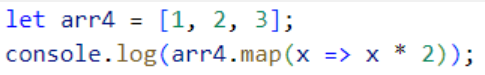 let arr4 = [1, 2, 3];
console.log(arr4.map(x => x * 2));